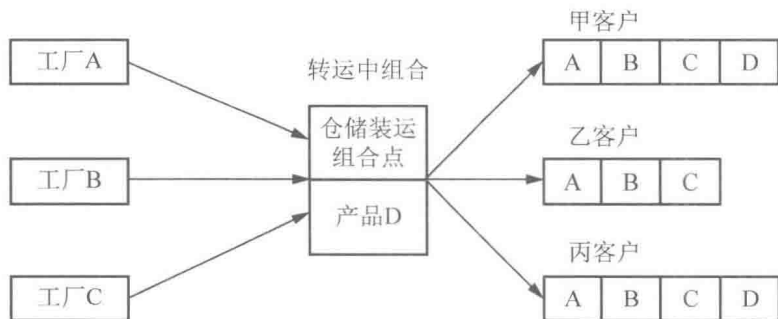 工厂A
工厂B
工厂C
转运中组合
仓储装运
组合点
产品D
甲客户
A B C D
乙客户
A B C
丙客户
A B C D